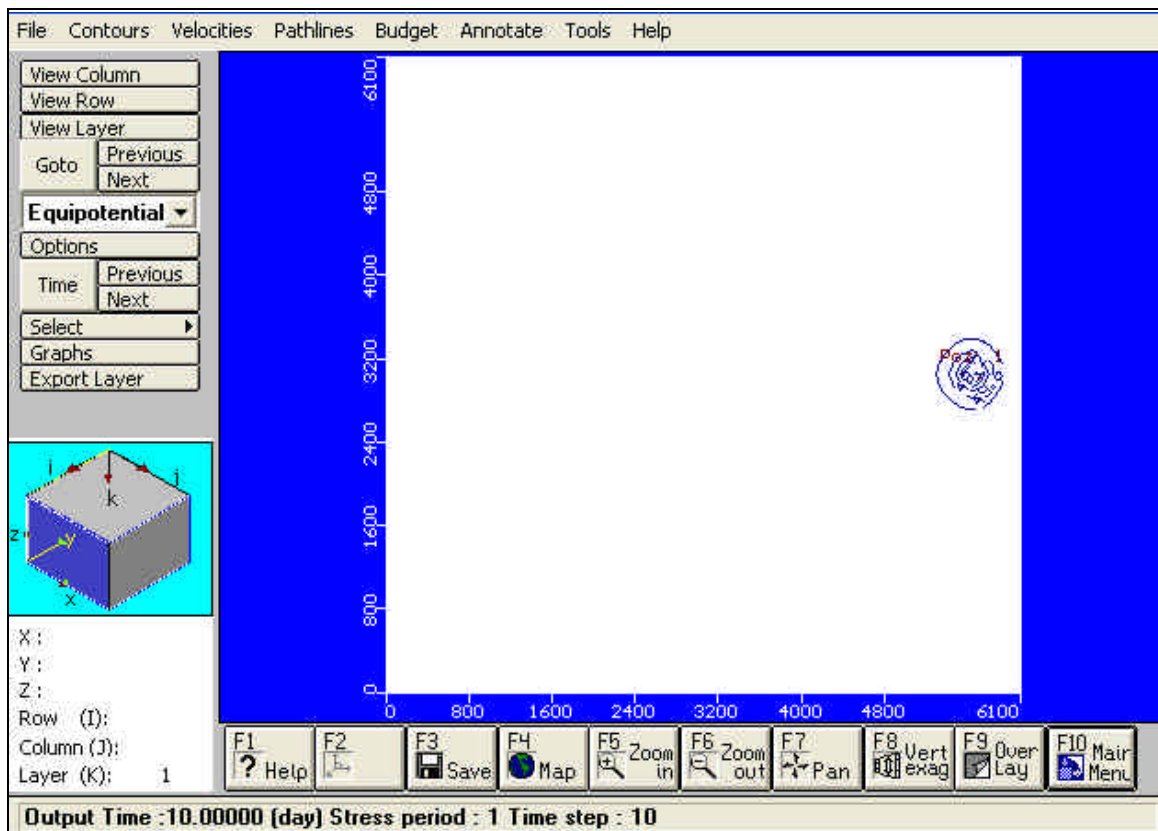 File Contours Velocities Pathlines Budget Annotate Tools Help
View Column
View Row
View Layer
Goto
Previous
Next
Equipotential
Options
Time
Previous
Next
Select
Graphs
Export Layer
i
j
k
z
y
x
X :
Y :
Z :
Row (I):
Column (J):
Layer (K): 1
6100
4800
4000
3200
2400
1600
800
0
0 800 1600 2400 3200 4000 4800 6100
F1 ? Help
F2
F3 Save
F4 Map
F5 Zoom in
F6 Zoom out
F7 Pan
F8 Vert exag
F9 Over Lay
F10 Main Menu
Output Time :10.00000 (day) Stress period : 1 Time step : 10